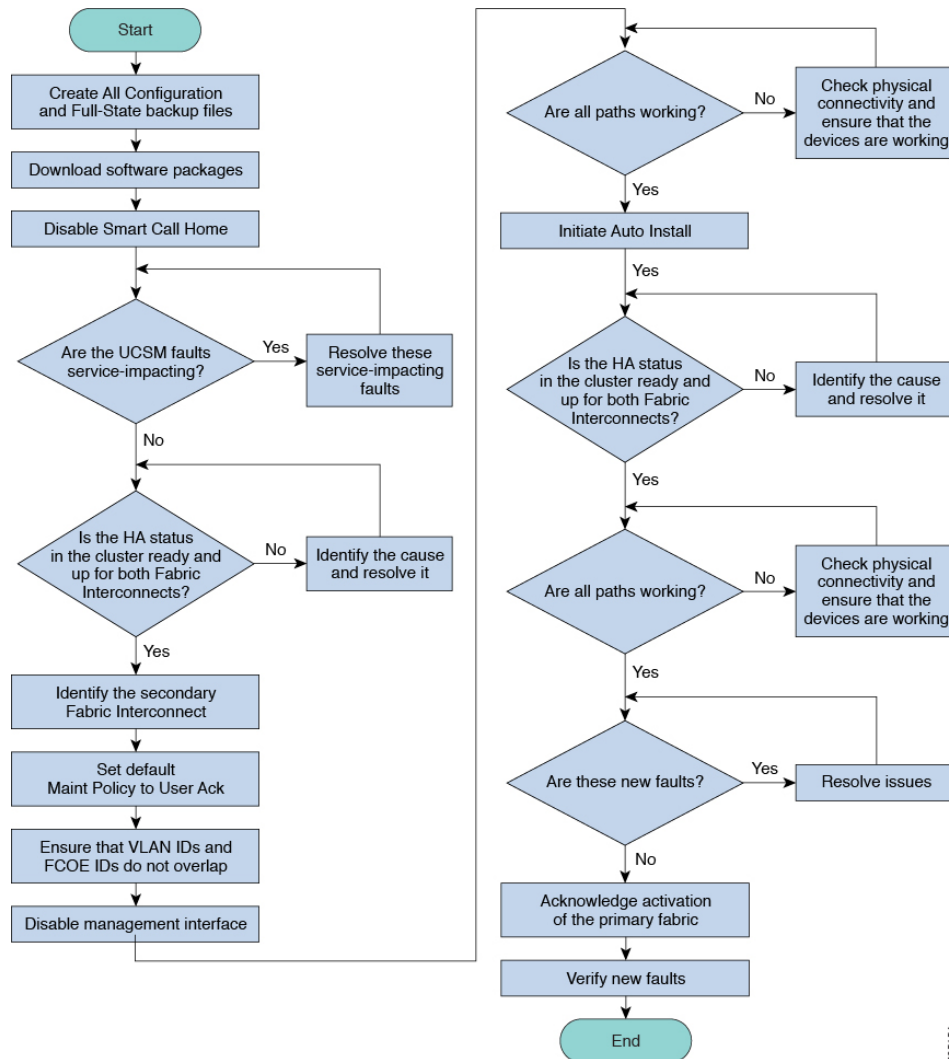 Start
Create All Configuration
and Full-State backup files
Download software packages
Disable Smart Call Home
Are the UCSM faults
service-impacting?
Yes
Resolve these
service-impacting
faults
No
Is the HA status
in the cluster ready and
up for both Fabric
Interconnects?
No
Identify the cause
and resolve it
Yes
Identify the secondary
Fabric Interconnect
Set default
Maint Policy to User Ack
Ensure that VLAN IDs and
FCOE IDs do not overlap
Disable management interface
Are all paths working?
No
Check physical
connectivity and
ensure that the
devices are working
Yes
Initiate Auto Install
Yes
Is the HA status
in the cluster ready and
up for both Fabric
Interconnects?
No
Identify the cause
and resolve it
Yes
Are all paths working?
No
Check physical
connectivity and
ensure that the
devices are working
Yes
Are these new faults?
Yes
Resolve issues
No
Acknowledge activation
of the primary fabric
Verify new faults
End